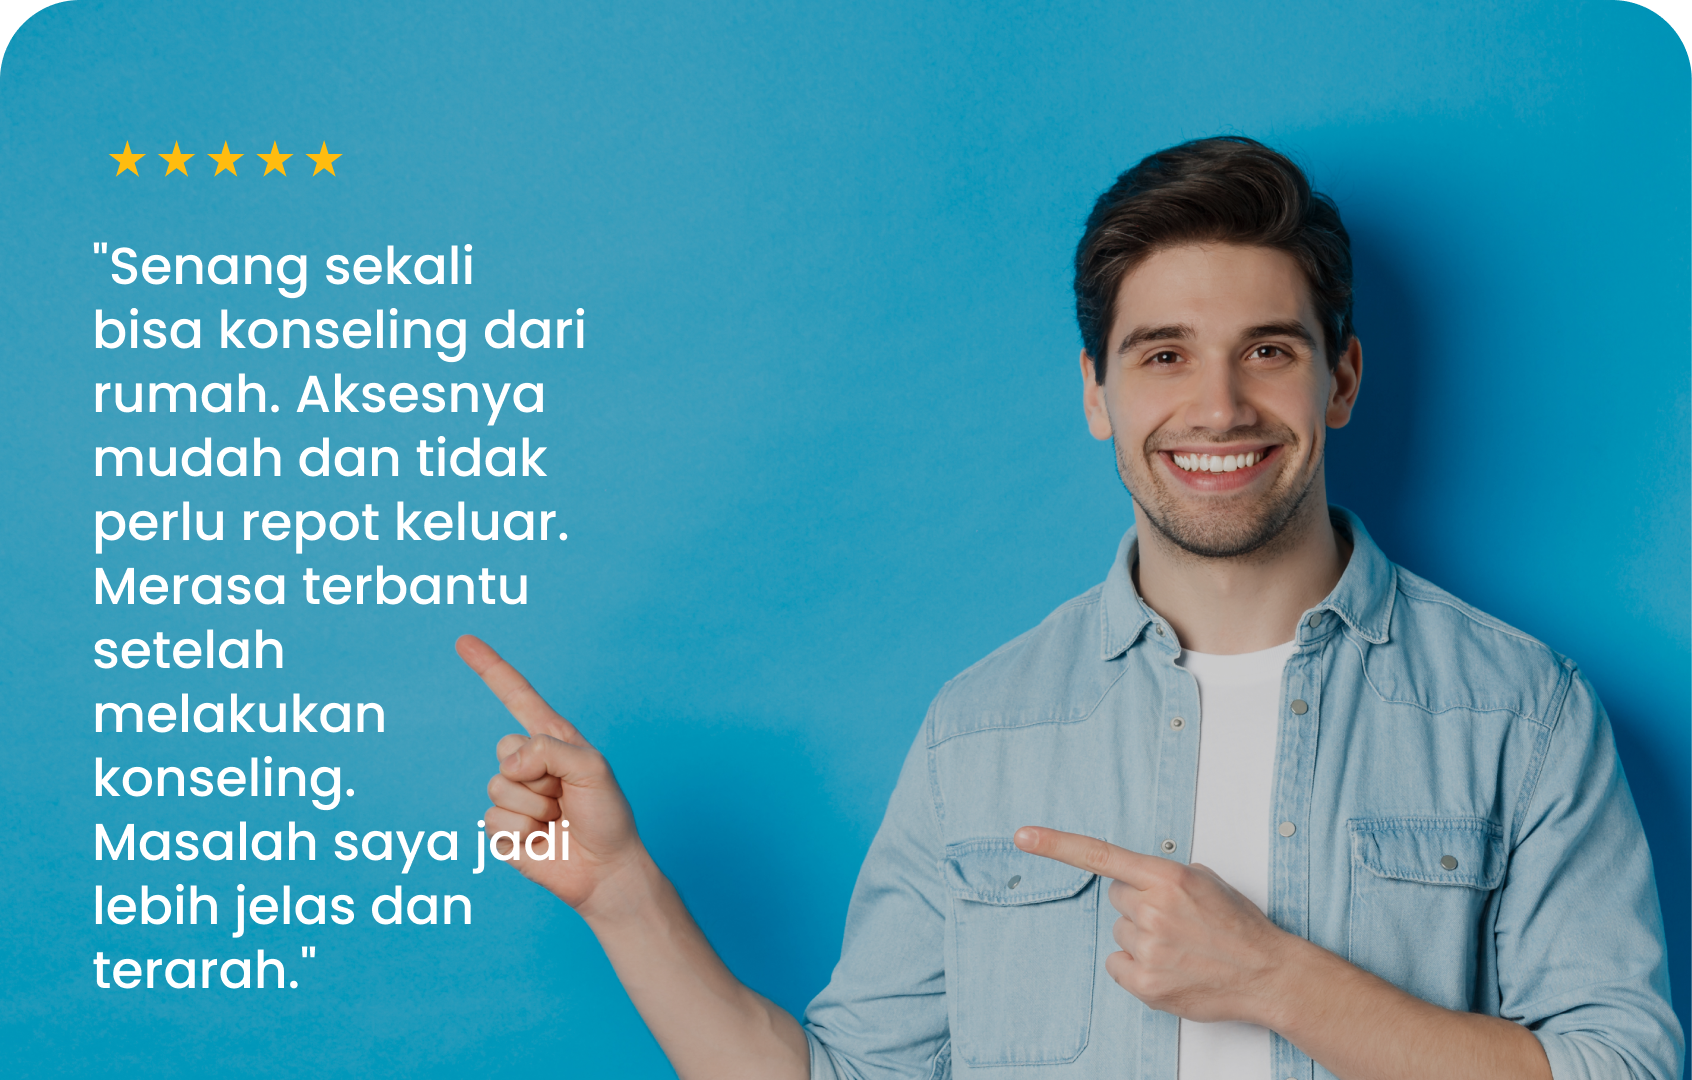 "Senang sekali
bisa konseling dari
rumah. Aksesnya
mudah dan tidak
perlu repot keluar.
Merasa terbantu
setelah
melakukan
konseling.
Masalah saya jadi
lebih jelas dan
terarah."